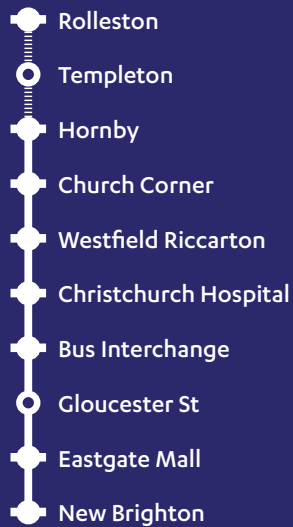 Rolleston
Templeton
Hornby
Church Corner
Westfield Riccarton
Christchurch Hospital
Bus Interchange
Gloucester St
Eastgate Mall
New Brighton